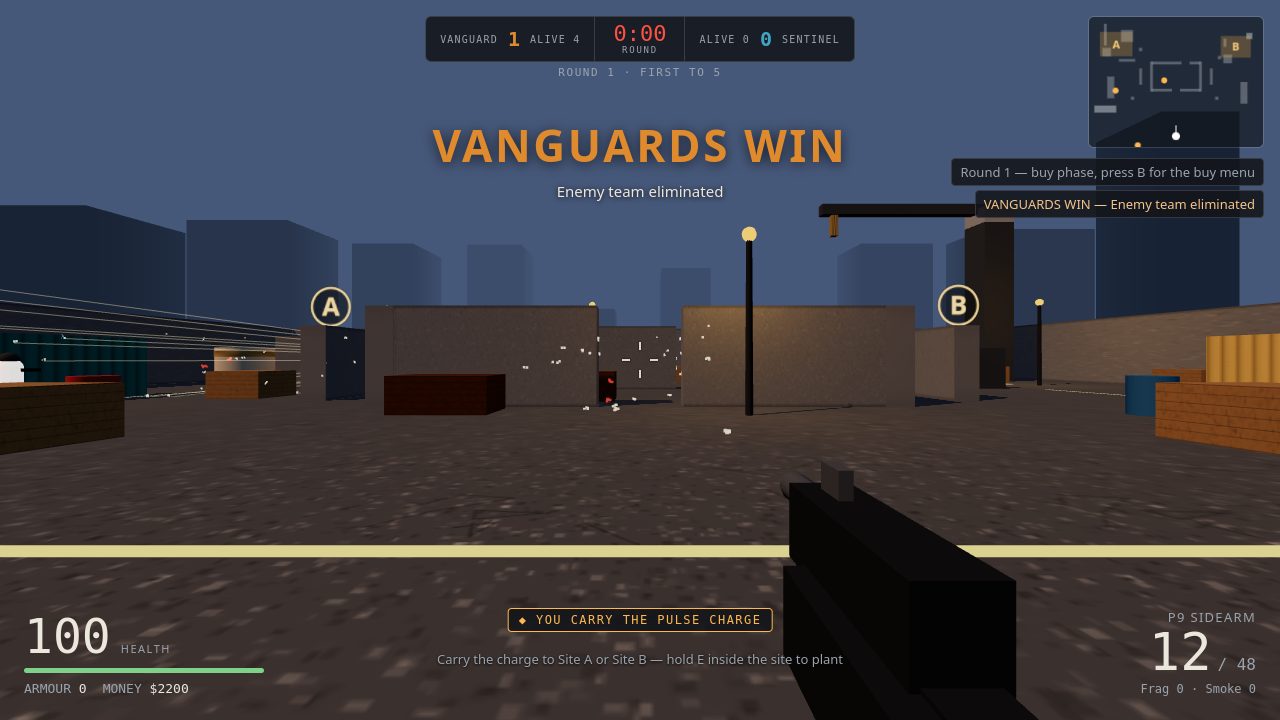 VANGUARD 1 ALIVE 4
0:00
ROUND
ALIVE 0 0 SENTINEL
ROUND 1 · FIRST TO 5
A
B
VANGUARDS WIN
Enemy team eliminated
Round 1 — buy phase, press B for the buy menu
VANGUARDS WIN — Enemy team eliminated
A
B
◆ YOU CARRY THE PULSE CHARGE
Carry the charge to Site A or Site B — hold E inside the site to plant
100 HEALTH
ARMOUR 0 MONEY $2200
P9 SIDEARM
12 / 48
Frag 0 · Smoke 0